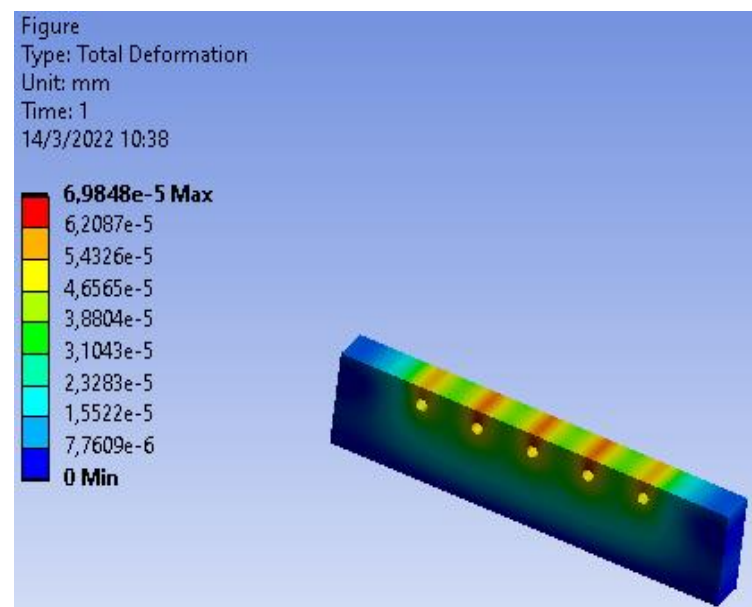 Figure
Type: Total Deformation
Unit: mm
Time: 1
14/3/2022 10:38
6,9848e-5 Max
6,2087e-5
5,4326e-5
4,6565e-5
3,8804e-5
3,1043e-5
2,3283e-5
1,5522e-5
7,7609e-6
0 Min